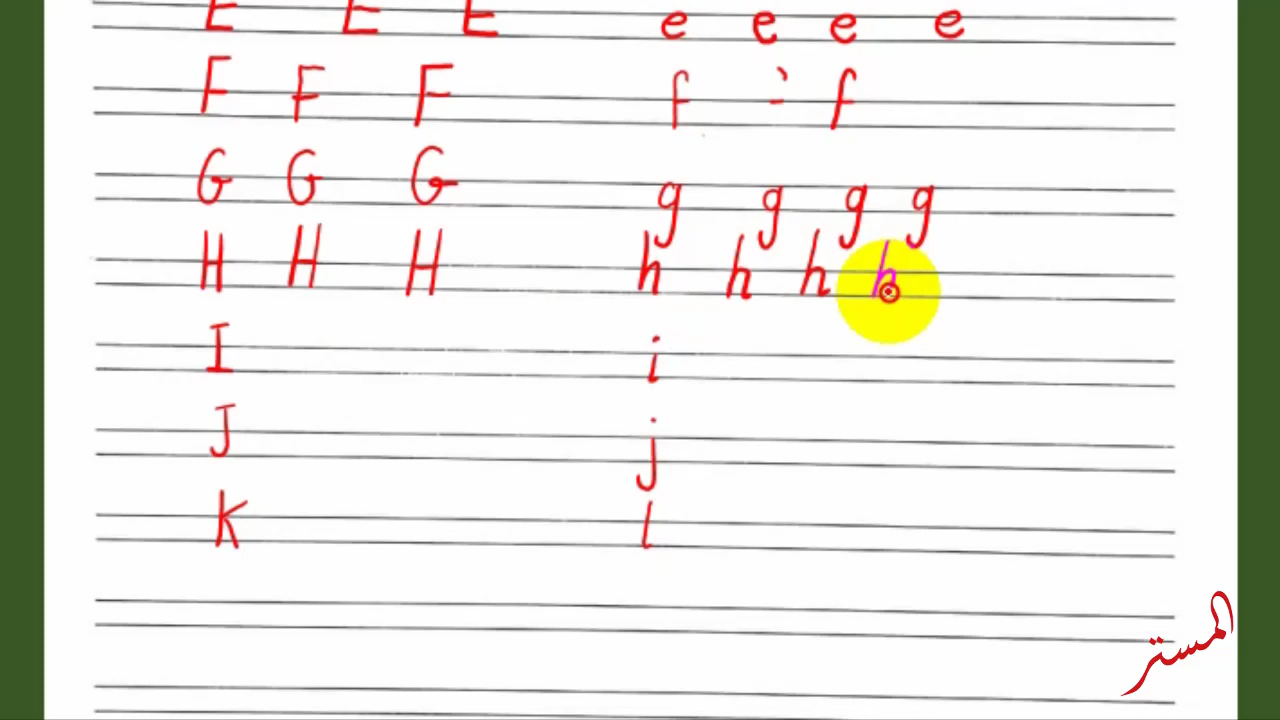 E E E e e e e
F F F f f
G G G g g g g
H H H h h h h
I i
J j
K l
المستر